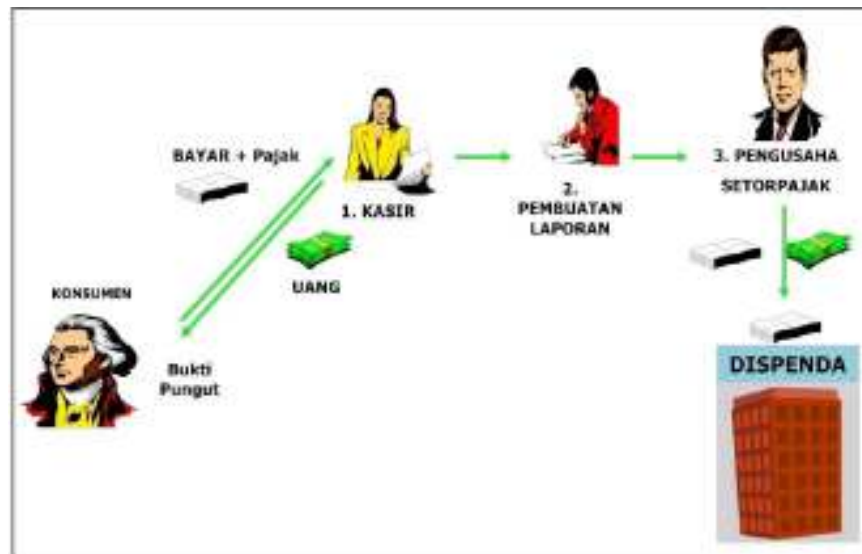 BAYAR + Pajak
1. KASIR
UANG
KONSUMEN
Bukti
Pungut
2.
PEMBUATAN
LAPORAN
3. PENGUSAHA
SETORPAJAK
DISPENDA